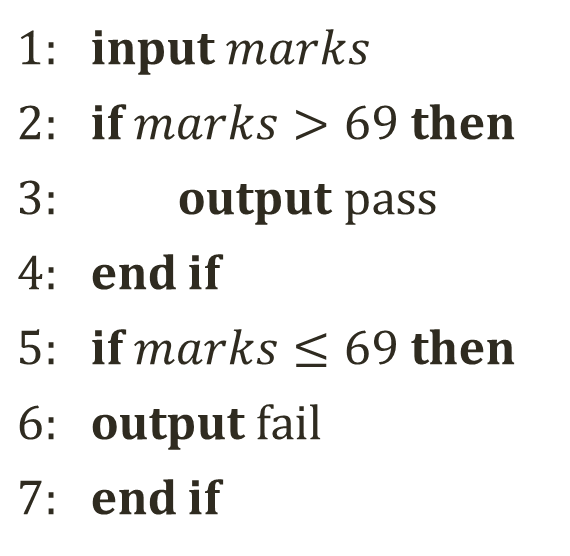 1: input marks
2: if marks > 69 then
3: output pass
4: end if
5: if marks ≤ 69 then
6: output fail
7: end if